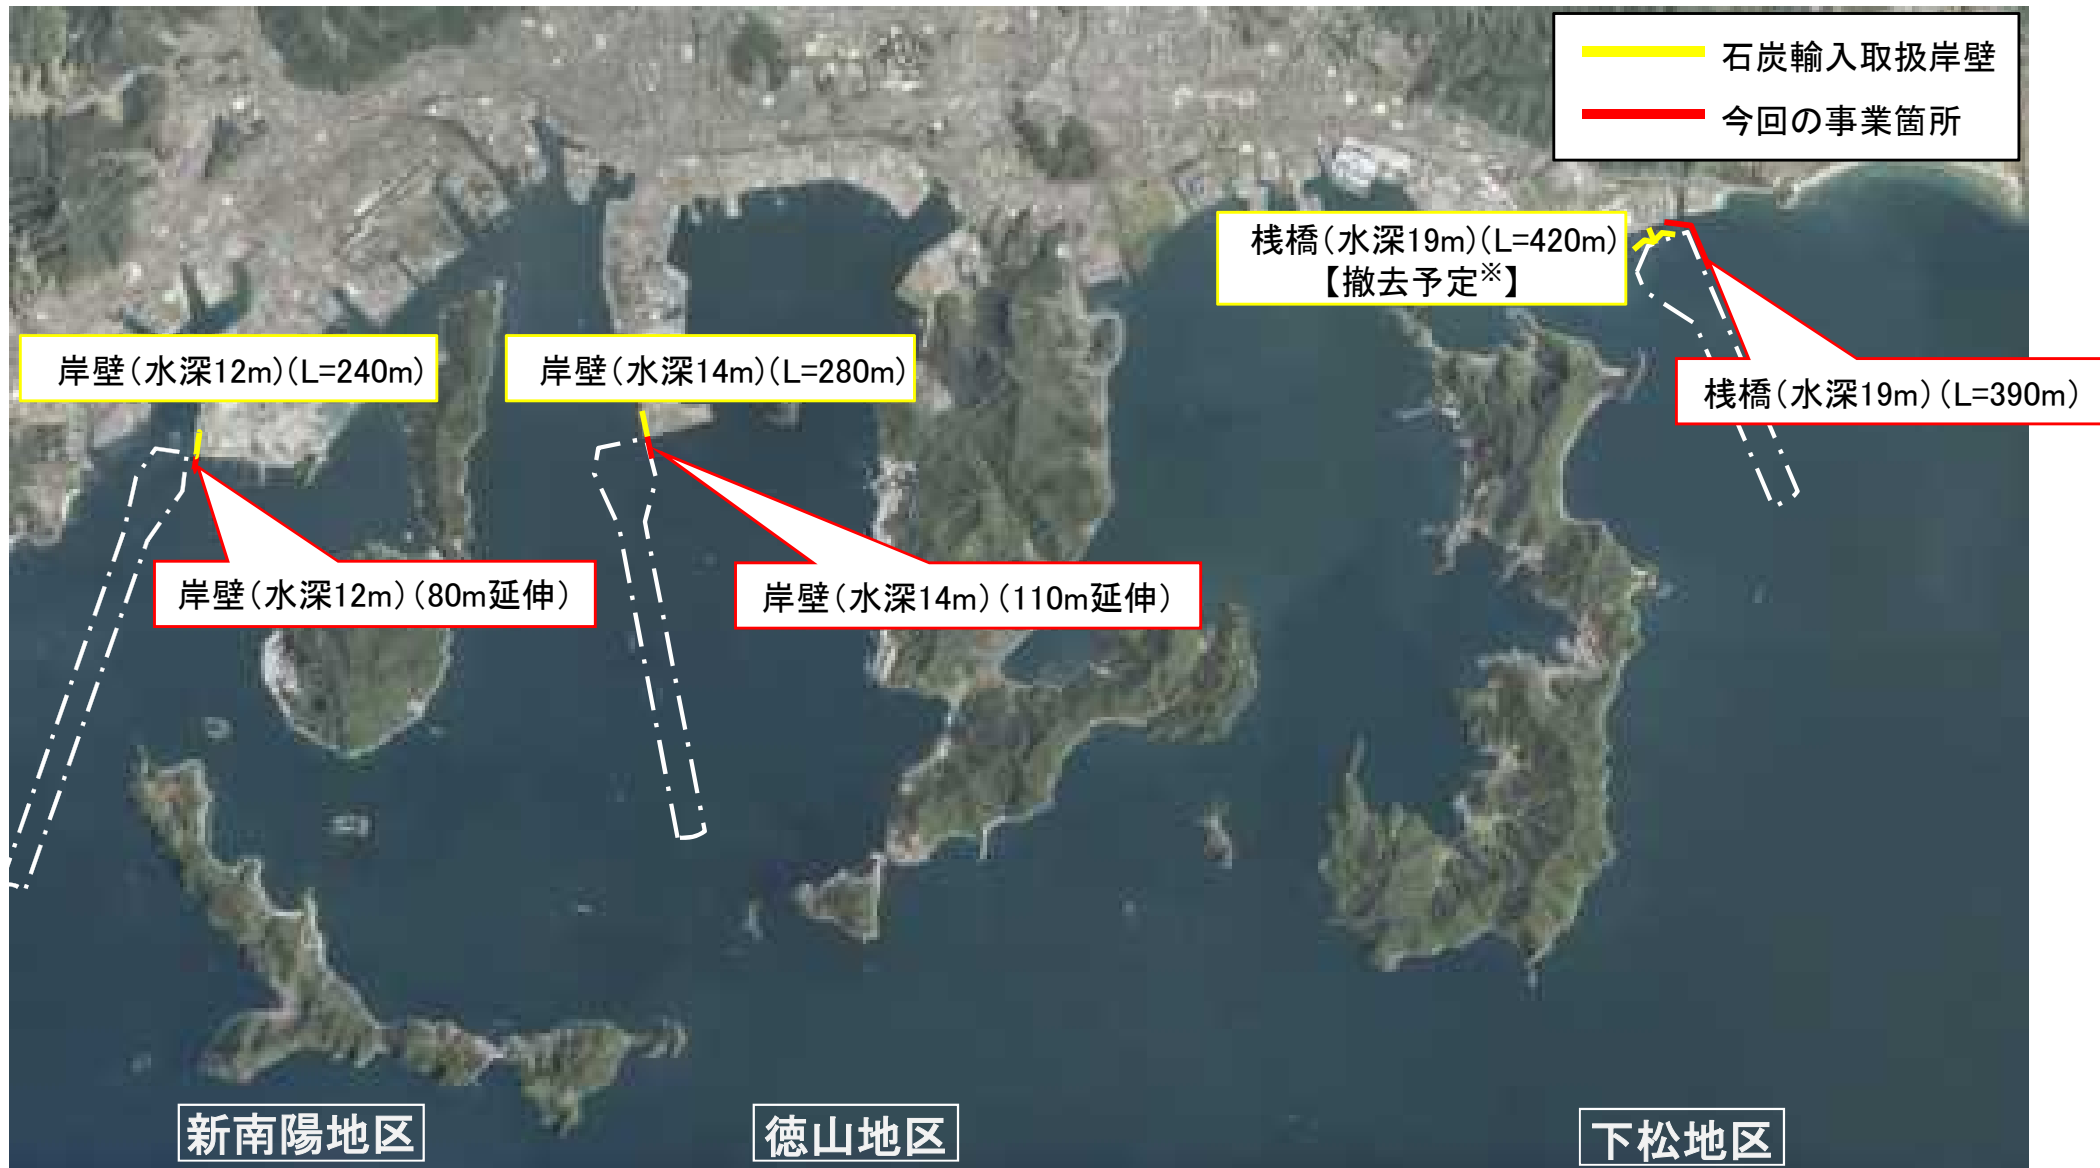 石炭輸入取扱岸壁
今回の事業箇所
桟橋(水深19m)(L=420m)
【撤去予定※】
岸壁(水深12m)(L=240m)
岸壁(水深14m)(L=280m)
桟橋(水深19m)(L=390m)
岸壁(水深12m)(80m延伸)
岸壁(水深14m)(110m延伸)
新南陽地区
徳山地区
下松地区